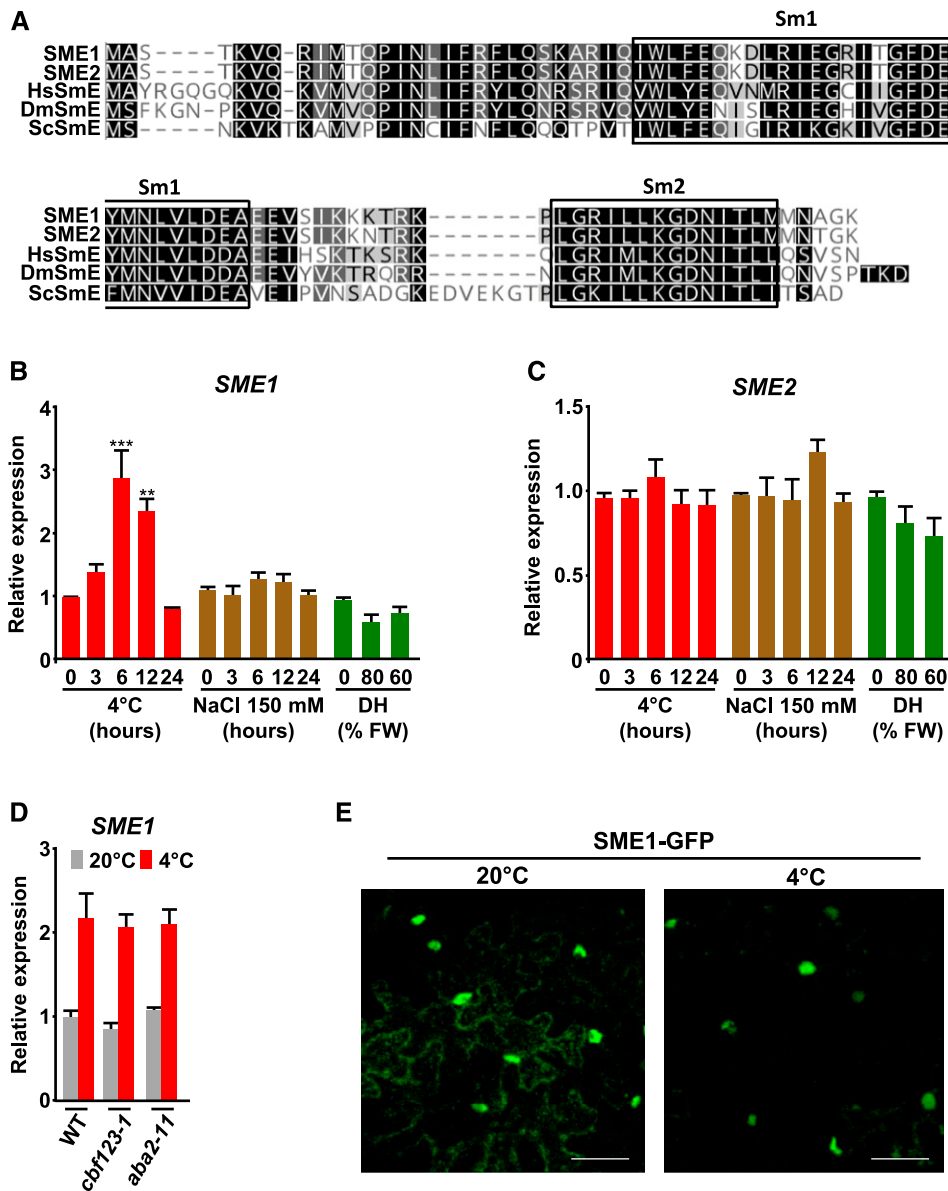 A
Sm1
SME1 MAS----TKVQ-RIMTQPINLIFRFLQSKARIQIWLFEQKDLRIEGRITGFDE
SME2 MAS----TKVQ-RIMTQPINLIFRFLQSKARIQIWLFEQKDLRIEGRITGFDE
HsSmE MAYRGQGQKVQ-KVMVQPINLIFRYLQNRSRIQVWLYEQVNMRIEGCIIGFDE
DmSmE MSFKGN-PKVQ-KVMVQPINLIFRYLQNRSRVQVWLYENISLRIEGHIVGFDE
ScSmE MS-----NKVKTKAMVPPINCIFNFLQQQTPVTIWLFEQIGIRIKGKIVGFDE
Sm1 Sm2
SME1 YMNLVLDEAEEVSIKKKTRK-------PLGRILLKGDNITLMMNAGK
SME2 YMNLVLDEAEEVSIKKNTRK-------PLGRILLKGDNITLMMNTGK
HsSmE YMNLVLDDAEEIHSKTKSRK-------QLGRIMLKGDNITLLQSVSN
DmSmE YMNLVLDDAEEVYVKTRQRR-------NLGRIMLKGDNITLIQNVSPTKD
ScSmE FMNVVIDEAVEIPVNSADGKEDVEKGTPLGKILLKGDNITLITSAD
B
SME1
Relative expression
4
3
2
1
0
*** **
0 3 6 12 24 0 3 6 12 24 0 80 60
4°C NaCl 150 mM DH
(hours) (hours) (% FW)
C
SME2
Relative expression
1.5
1.0
0.5
0
0 3 6 12 24 0 3 6 12 24 0 80 60
4°C NaCl 150 mM DH
(hours) (hours) (% FW)
D
SME1
20°C 4°C
Relative expression
3
2
1
0
WT cbf123-1 aba2-11
E
SME1-GFP
20°C 4°C